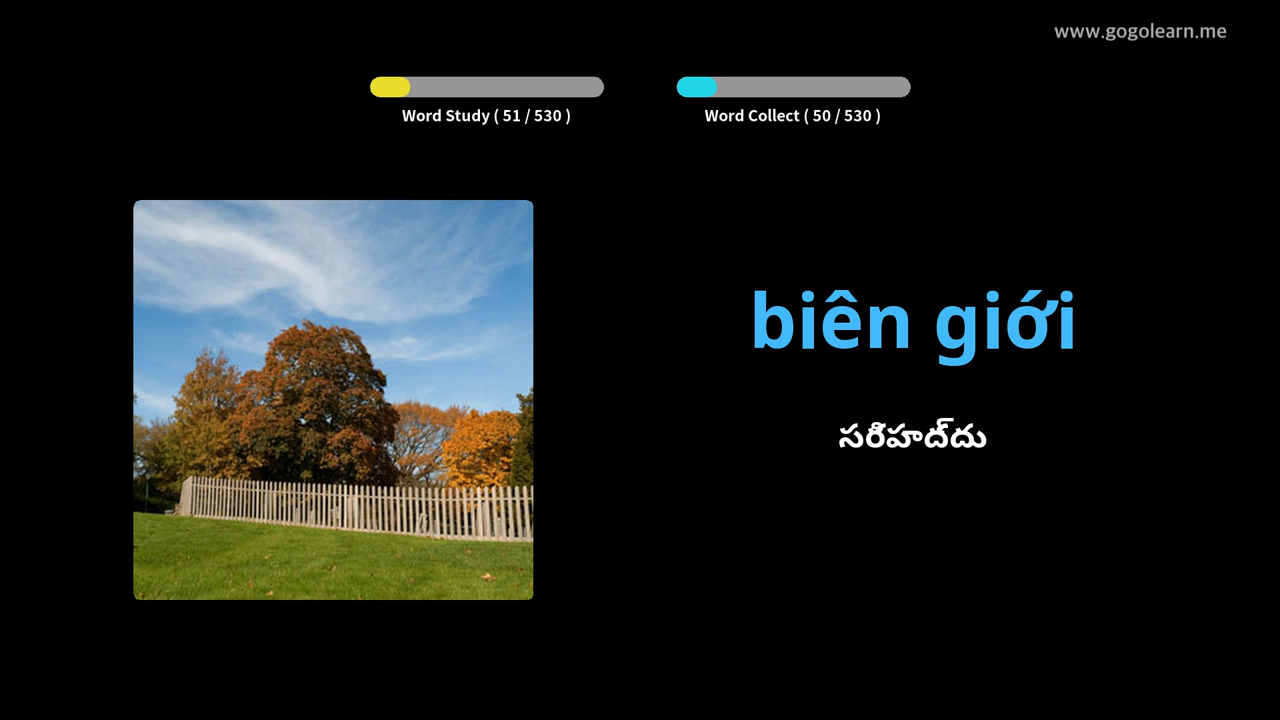 www.gogolearn.me
Word Study ( 51 / 530 )
Word Collect ( 50 / 530 )
biên giới
సరిహద్దు